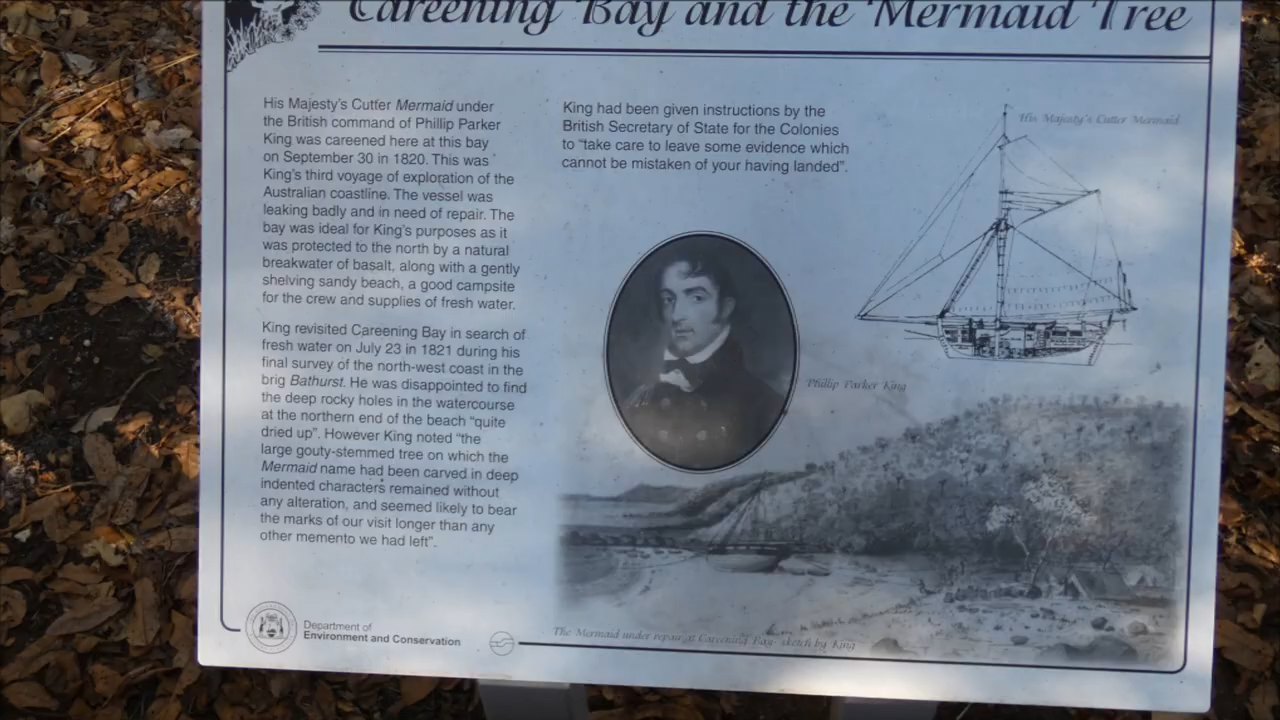 Careening Bay and the Mermaid Tree
His Majesty's Cutter Mermaid under
the British command of Phillip Parker
King was careened here at this bay
on September 30 in 1820. This was
King's third voyage of exploration of the
Australian coastline. The vessel was
leaking badly and in need of repair. The
bay was ideal for King's purposes as it
was protected to the north by a natural
breakwater of basalt, along with a gently
shelving sandy beach, a good campsite
for the crew and supplies of fresh water.
King revisited Careening Bay in search of
fresh water on July 23 in 1821 during his
final survey of the north-west coast in the
brig Bathurst. He was disappointed to find
the deep rocky holes in the watercourse
at the northern end of the beach "quite
dried up". However King noted "the
large gouty-stemmed tree on which the
Mermaid name had been carved in deep
indented characters remained without
any alteration, and seemed likely to bear
the marks of our visit longer than any
other memento we had left".
King had been given instructions by the
British Secretary of State for the Colonies
to "take care to leave some evidence which
cannot be mistaken of your having landed".
His Majesty's Cutter Mermaid
Phillip Parker King
The Mermaid under repair at Careening Bay- sketch by King
Department of
Environment and Conservation